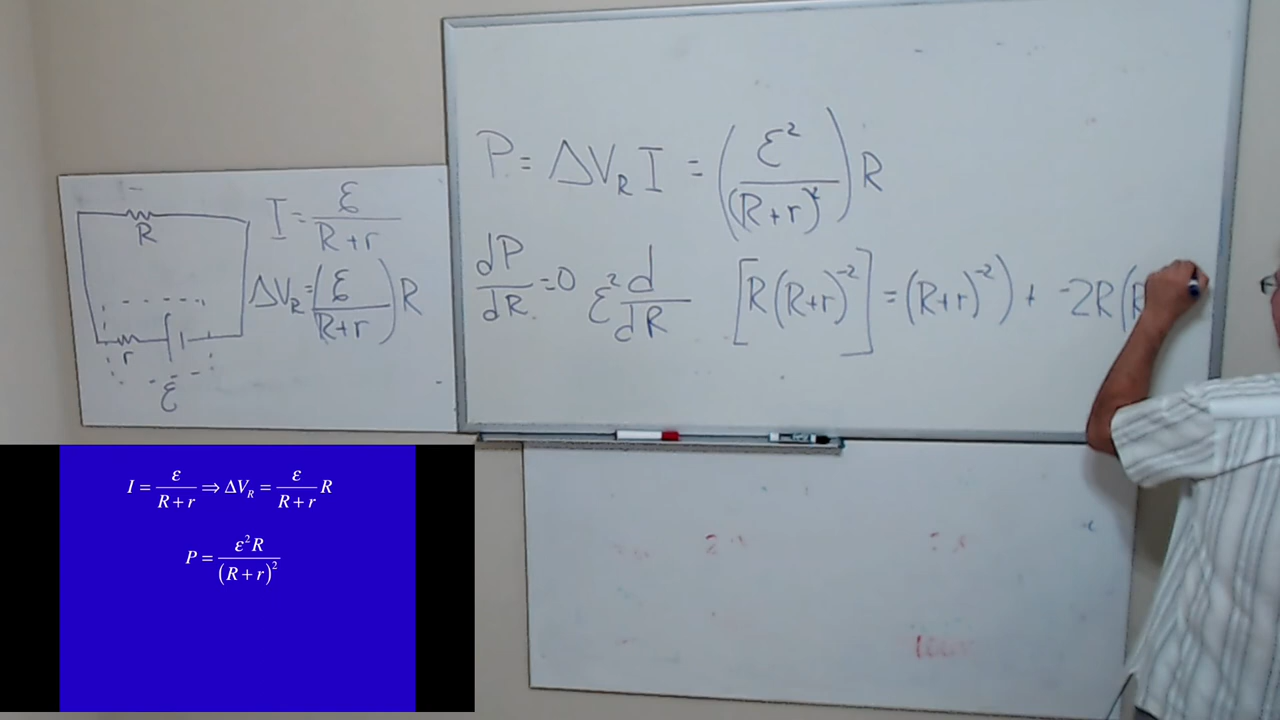 P = ΔV_R I = (ε² / (R+r)²) R
R
I = ε / (R+r)
ΔV_R = (ε / (R+r)) R
r
ε
dP/dR = 0 ε² d/dR [R(R+r)⁻²] = (R+r)⁻²) + -2R(R
I = ε / (R + r) ⇒ ΔV_R = ε / (R + r) R
P = ε²R / (R + r)²